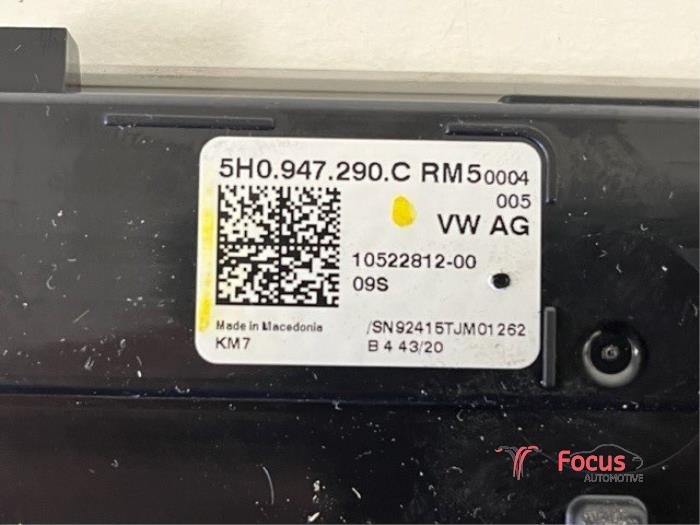 5H0.947.290.C RM5 0004
005
VW AG
10522812-00
09S
Made in Macedonia
/SN92415TJM01262
KM7
B 4 43/20
Focus
AUTOMOTIVE